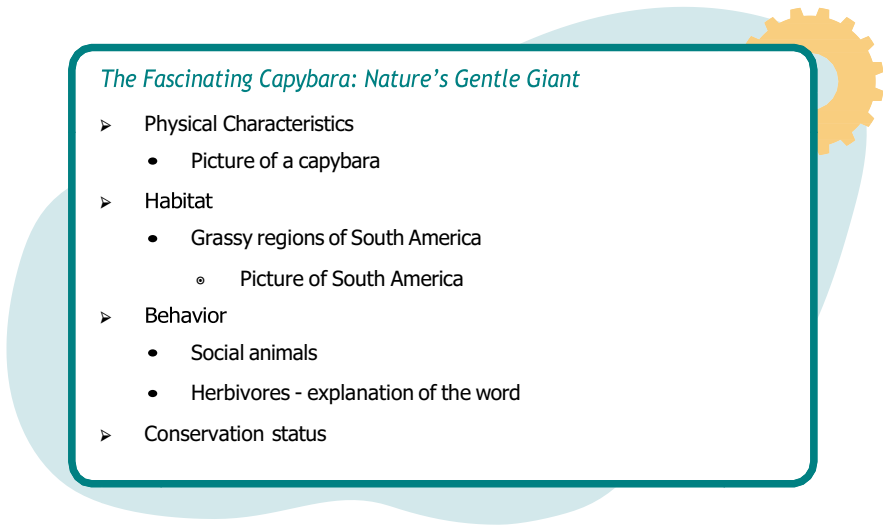 The Fascinating Capybara: Nature’s Gentle Giant
➢ Physical Characteristics
• Picture of a capybara
➢ Habitat
• Grassy regions of South America
⦿ Picture of South America
➢ Behavior
• Social animals
• Herbivores - explanation of the word
➢ Conservation status